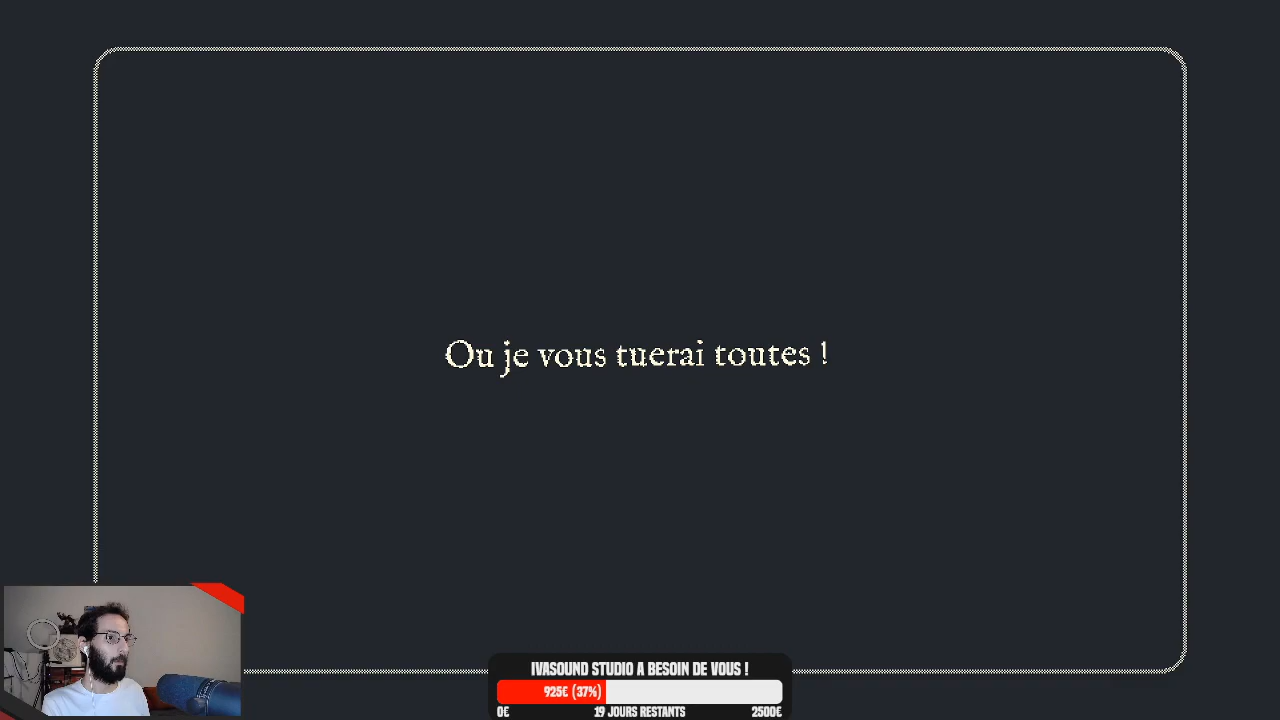 Ou je vous tuerai toutes !
IVASOUND STUDIO A BESOIN DE VOUS !
925€ (37%)
0€ 19 JOURS RESTANTS 2500€